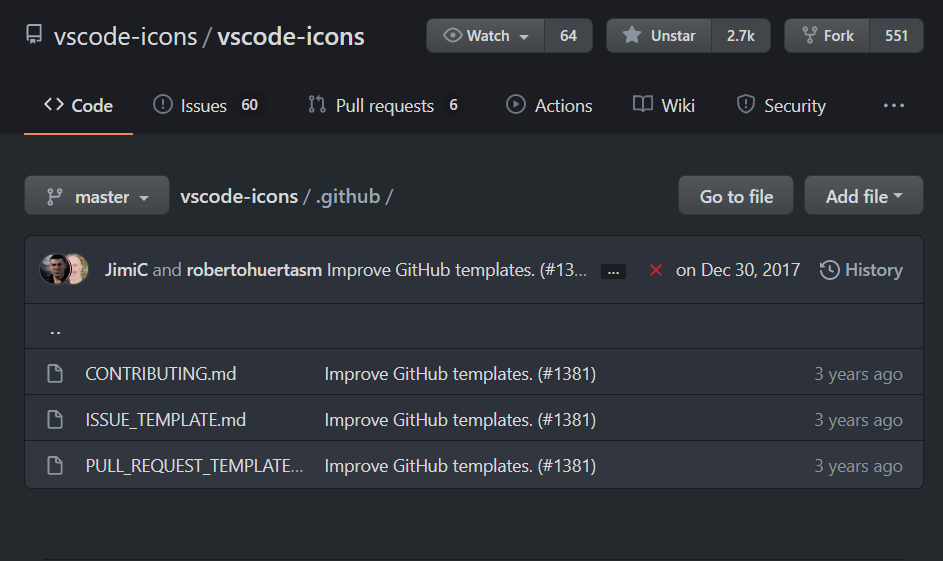 vscode-icons / vscode-icons Watch 64 Unstar 2.7k Fork 551
Code Issues 60 Pull requests 6 Actions Wiki Security ...
master vscode-icons / .github / Go to file Add file
JimiC and robertohuertasm Improve GitHub templates. (#13... ... on Dec 30, 2017 History
..
CONTRIBUTING.md Improve GitHub templates. (#1381) 3 years ago
ISSUE_TEMPLATE.md Improve GitHub templates. (#1381) 3 years ago
PULL_REQUEST_TEMPLATE... Improve GitHub templates. (#1381) 3 years ago